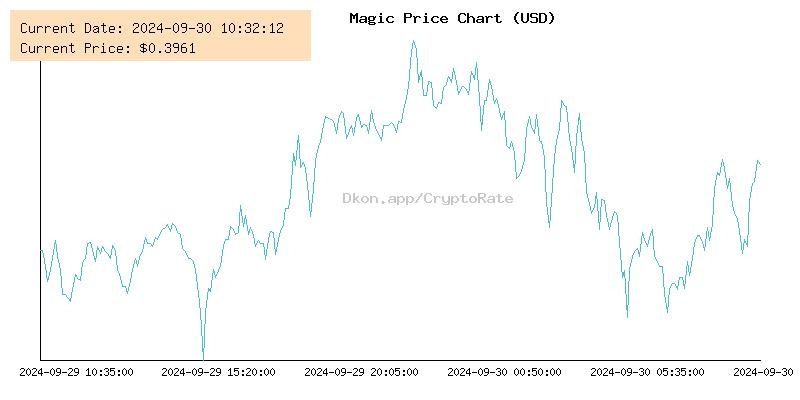 Magic Price Chart (USD)
Current Date: 2024-09-30 10:32:12
Current Price: $0.3961
Dkon.app/CryptoRate
2024-09-29 10:35:00 2024-09-29 15:20:00 2024-09-29 20:05:00 2024-09-30 00:50:00 2024-09-30 05:35:00 2024-09-30